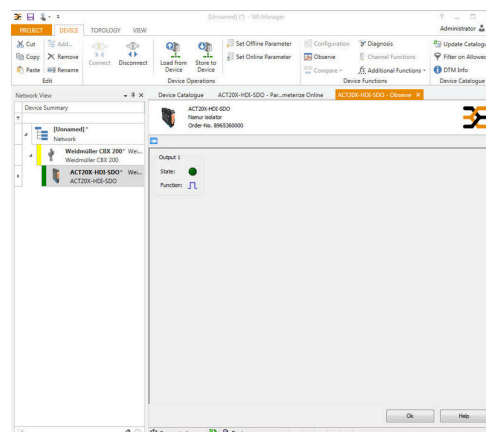 [Unnamed] (*) - WI-Manager
PROJECT DEVICE TOPOLOGY VIEW Administrator
Cut Add... Set Offline Parameter Configuration Diagnosis Update Catalogu
Copy Remove Connect Disconnect Load from Device Store to Device Set Online Parameter Observe Channel Functions Filter on Allowec
Paste Rename Compare Additional Functions DTM Info
Edit Device Operations Device Functions Device Catalogue
Network View Device Catalogue ACT20X-HDI-SDO - Par...meterize Online ACT20X-HDI-SDO - Observe
Device Summary
ACT20X-HDI-SDO
Namur isolator
Order-No. 8965360000
[Unnamed] *
Network
Weidmüller CBX 200* Wei...
Weidmüller CBX 200
ACT20X-HDI-SDO* Wei...
ACT20X-HDI-SDO
Output 1
State:
Function:
Ok Help